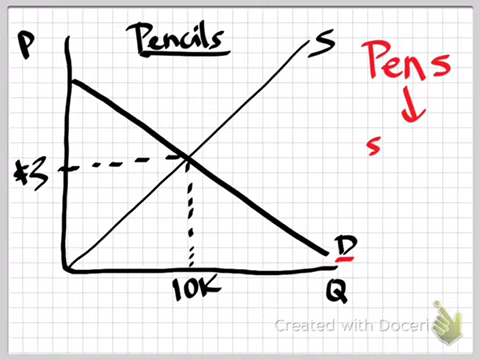 P
Pencils
S
Pens
s
$3
D
10K
Q
Created with Doceri